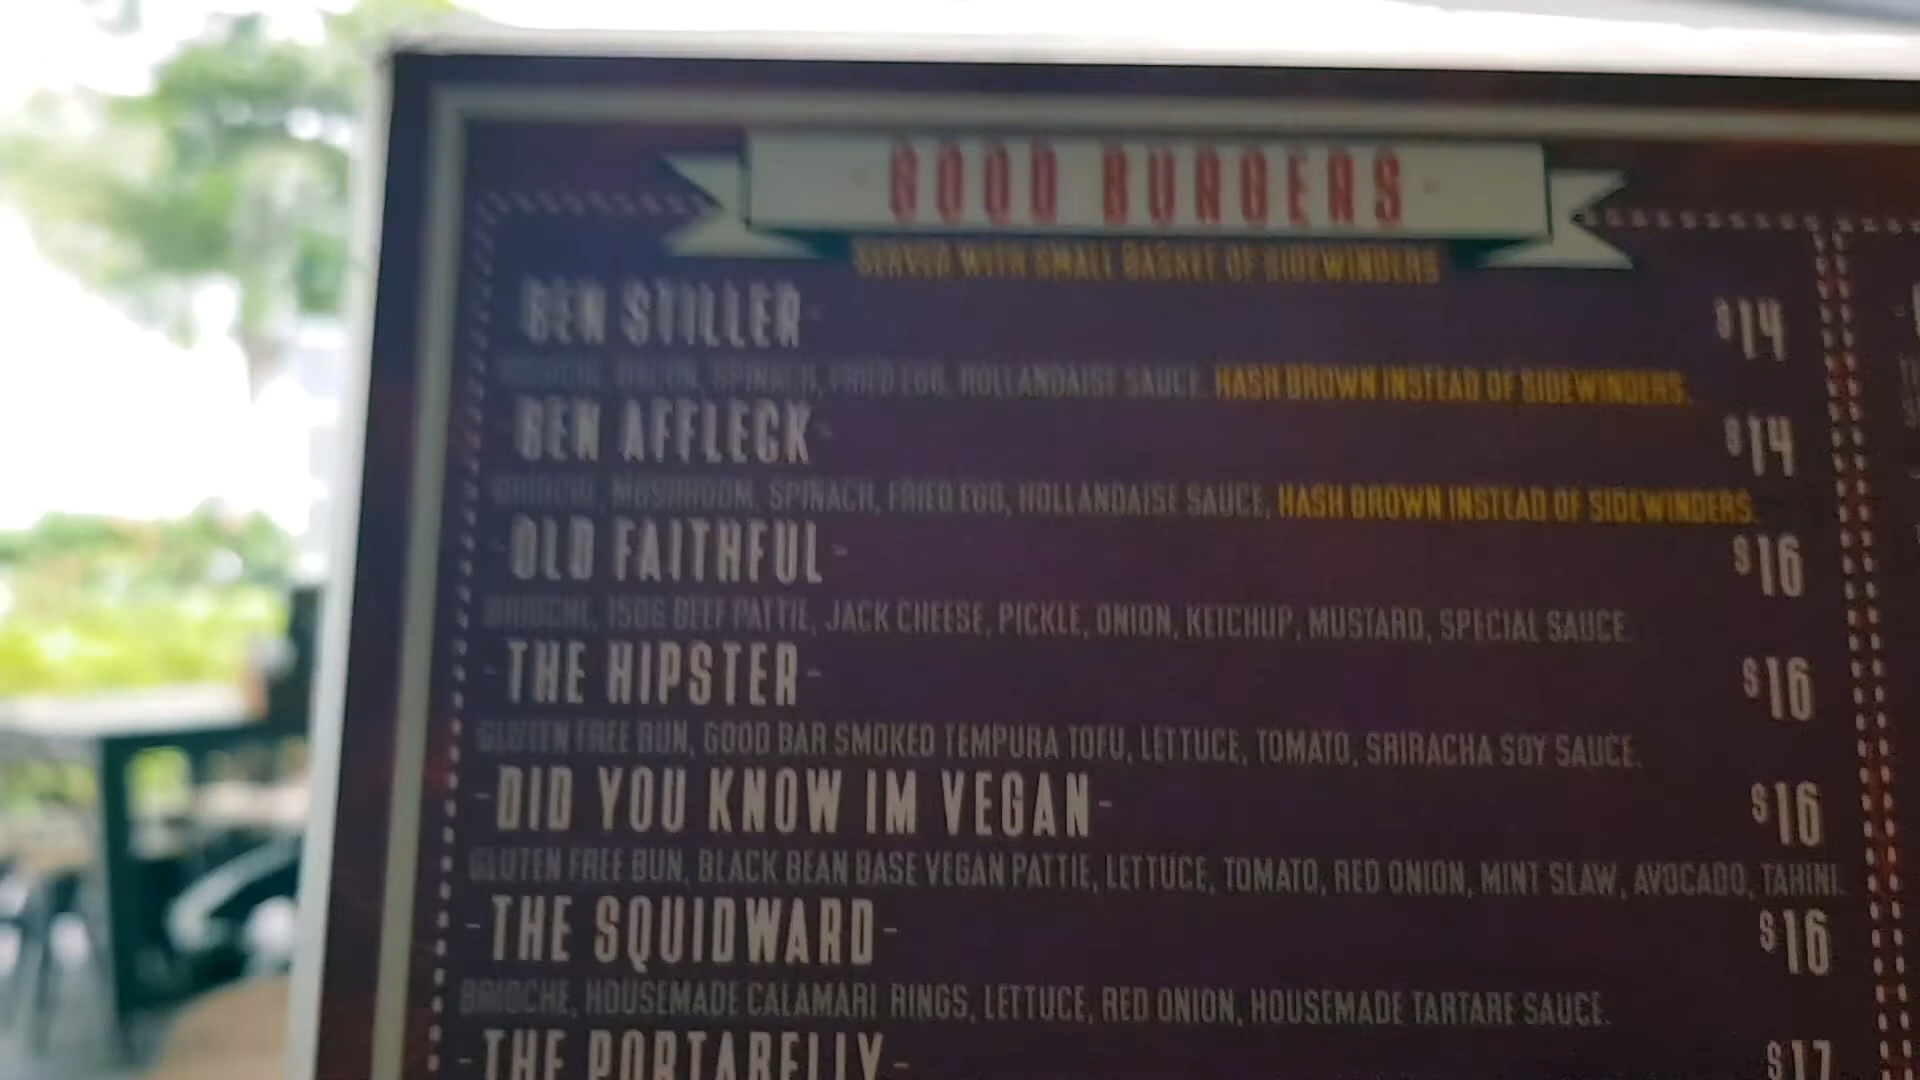 GOOD BURGERS
SERVED WITH SMALL BASKET OF SIDEWINDERS
BEN STILLER-
$14
BRIOCHE, BACON, SPINACH, FRIED EGG, HOLLANDAISE SAUCE. HASH BROWN INSTEAD OF SIDEWINDERS.
BEN AFFLECK-
$14
BRIOCHE, MUSHROOM, SPINACH, FRIED EGG, HOLLANDAISE SAUCE, HASH BROWN INSTEAD OF SIDEWINDERS.
-OLD FAITHFUL-
$16
BRIOCHE, 150G BEEF PATTIE, JACK CHEESE, PICKLE, ONION, KETCHUP, MUSTARD, SPECIAL SAUCE.
-THE HIPSTER-
$16
GLUTEN FREE BUN, GOOD BAR SMOKED TEMPURA TOFU, LETTUCE, TOMATO, SRIRACHA SOY SAUCE.
-DID YOU KNOW IM VEGAN-
$16
GLUTEN FREE BUN, BLACK BEAN BASE VEGAN PATTIE, LETTUCE, TOMATO, RED ONION, MINT SLAW, AVOCADO, TAHINI.
-THE SQUIDWARD-
$16
BRIOCHE, HOUSEMADE CALAMARI RINGS, LETTUCE, RED ONION, HOUSEMADE TARTARE SAUCE.
-THE PORTABELLY-
$17